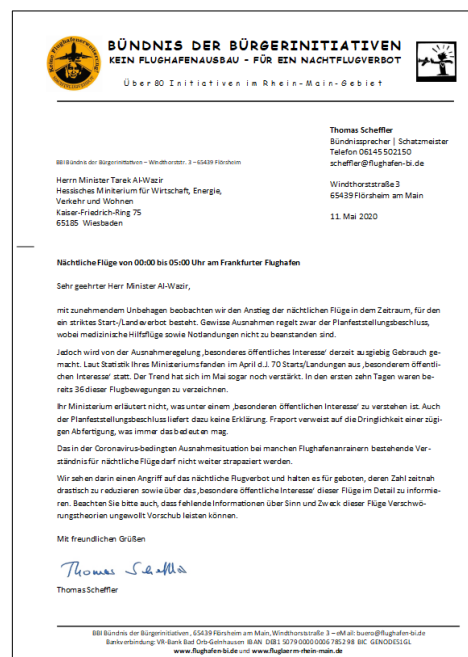 BÜNDNIS DER BÜRGERINITIATIVEN
KEIN FLUGHAFENAUSBAU – FÜR EIN NACHTFLUGVERBOT
Über 80 Initiativen im Rhein-Main-Gebiet
Thomas Scheffler
Bündnissprecher | Schatzmeister
Telefon 06145 502150
scheffler@flughafen-bi.de
Windthorststraße 3
65439 Flörsheim am Main
11. Mai 2020
BBI Bündnis der Bürgerinitiativen – Windthorststr. 3 – 65439 Flörsheim
Herrn Minister Tarek Al-Wazir
Hessisches Miniterium für Wirtschaft, Energie,
Verkehr und Wohnen
Kaiser-Friedrich-Ring 75
65185 Wiesbaden
Nächtliche Flüge von 00:00 bis 05:00 Uhr am Frankfurter Flughafen
Sehr geehrter Herr Minister Al-Wazir,
mit zunehmendem Unbehagen beobachten wir den Anstieg der nächtlichen Flüge in dem Zeitraum, für den
ein striktes Start-/Landeverbot besteht. Gewisse Ausnahmen regelt zwar der Planfeststellungsbeschluss,
wobei medizinische Hilfsflüge sowie Notlandungen nicht zu beanstanden sind.
Jedoch wird von der Ausnahmeregelung ‚besonderes öffentliches Interesse‘ derzeit ausgiebig Gebrauch ge-
macht. Laut Statistik Ihres Ministeriums fanden im April d.J. 70 Starts/Landungen aus ‚besonderem öffentli-
chen Interesse‘ statt. Der Trend hat sich im Mai sogar noch verstärkt. In den ersten zehn Tagen waren be-
reits 36 dieser Flugbewegungen zu verzeichnen.
Ihr Ministerium erläutert nicht, was unter einem ‚besonderen öffentlichen Interesse‘ zu verstehen ist. Auch
der Planfeststellungsbeschluss liefert dazu keine Erklärung. Fraport verweist auf die Dringlichkeit einer zügi-
gen Abfertigung, was immer das bedeuten mag.
Das in der Coronavirus-bedingten Ausnahmesituation bei manchen Flughafenanrainern bestehende Ver-
ständnis für nächtliche Flüge darf nicht weiter strapaziert werden.
Wir sehen darin einen Angriff auf das nächtliche Flugverbot und halten es für geboten, deren Zahl zeitnah
drastisch zu reduzieren sowie über das ‚besondere öffentliche Interesse‘ dieser Flüge im Detail zu informie-
ren. Beachten Sie bitte auch, dass fehlende Informationen über Sinn und Zweck dieser Flüge Verschwö-
rungstheorien ungewollt Vorschub leisten können.
Mit freundlichen Grüßen
Thomas Scheffler
Thomas Scheffler
BBI Bündnis der Bürgerinitiativen, 65439 Flörsheim am Main, Windthorststraße 3 – eMail: buero@flughafen-bi.de
Bankverbindung: VR-Bank Bad Orb-Gelnhausen IBAN
www.flughafen-bi.de und www.fluglaerm-rhein-main.de